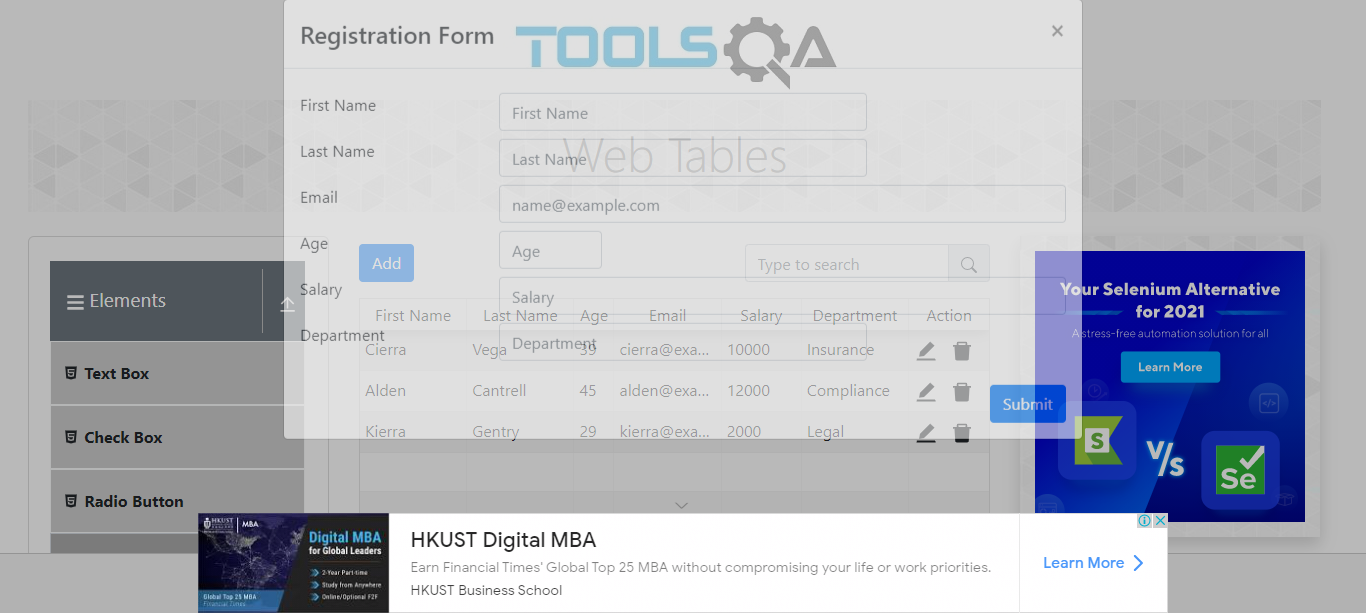 Registration Form
TOOLSQA
×
First Name
First Name
Web Tables
Last Name
Last Name
Email
name@example.com
Age
Age
Add
Type to search
Salary
Salary
Department
Department
First Name Last Name Age Email Salary Department Action
Cierra Vega 39 cierra@exa... 10000 Insurance
Alden Cantrell 45 alden@exa... 12000 Compliance
Kierra Gentry 29 kierra@exa... 2000 Legal
Submit
Elements
Text Box
Check Box
Radio Button
Your Selenium Alternative
for 2021
A stress-free automation solution for all
Learn More
S
V/s
Se
HKUST MBA
Digital MBA
for Global Leaders
2-Year Part-time
Study from Anywhere
Online/Optional F2F
Global Top 25 MBA
Financial Times
HKUST Digital MBA
Earn Financial Times' Global Top 25 MBA without compromising your life or work priorities.
HKUST Business School
Learn More